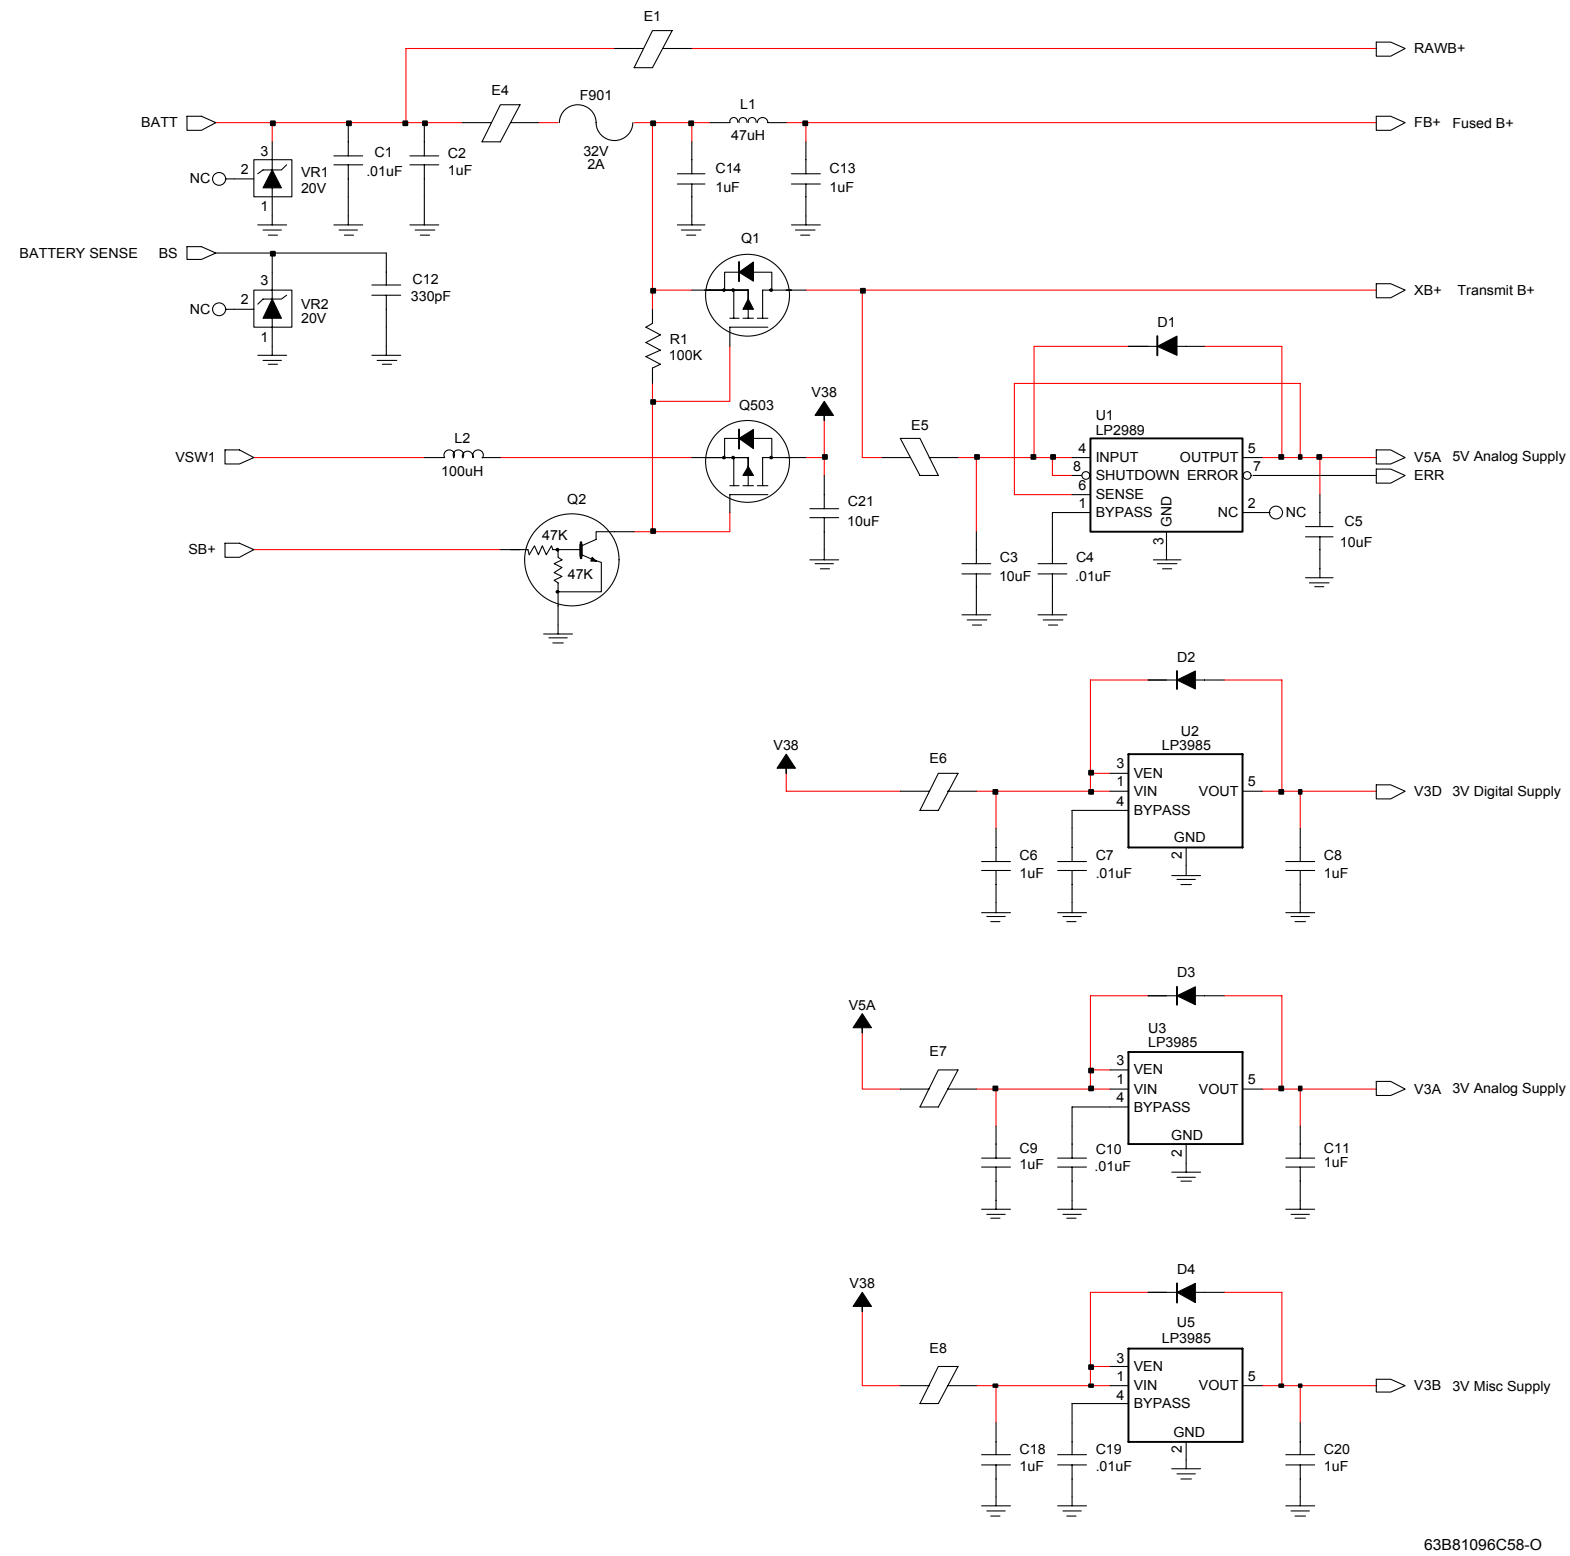 E1
RAWB+
E4
F901
L1
47uH
BATT
FB+ Fused B+
32V
2A
3
2
1
NC
VR1
20V
C1
.01uF
C2
1uF
C14
1uF
C13
1uF
BATTERY SENSE BS
3
2
1
NC
VR2
20V
C12
330pF
Q1
XB+ Transmit B+
R1
100K
D1
Q503
V38
VSW1
L2
100uH
E5
U1
LP2989
4 INPUT OUTPUT 5
8 SHUTDOWN ERROR 7
6 SENSE
1 BYPASS NC 2 NC
GND
3
V5A 5V Analog Supply
ERR
C21
10uF
Q2
47K
47K
SB+
C3
10uF
C4
.01uF
C5
10uF
D2
V38
E6
U2
LP3985
3 VEN
1 VIN VOUT 5
4 BYPASS
GND
2
V3D 3V Digital Supply
C6
1uF
C7
.01uF
C8
1uF
D3
V5A
E7
U3
LP3985
3 VEN
1 VIN VOUT 5
4 BYPASS
GND
2
V3A 3V Analog Supply
C9
1uF
C10
.01uF
C11
1uF
D4
V38
E8
U5
LP3985
3 VEN
1 VIN VOUT 5
4 BYPASS
GND
2
V3B 3V Misc Supply
C18
1uF
C19
.01uF
C20
1uF
63B81096C58-O